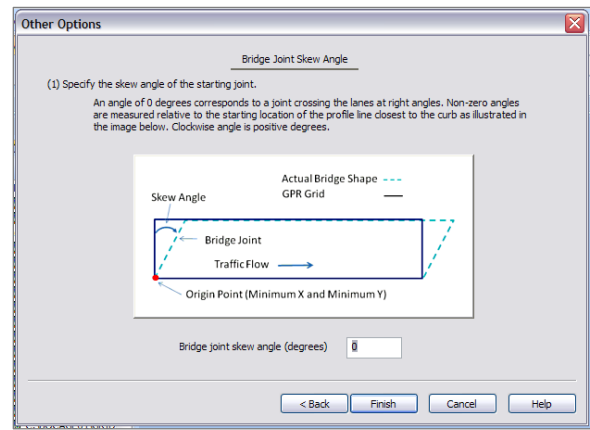 Other Options
Bridge Joint Skew Angle
(1) Specify the skew angle of the starting joint.
An angle of 0 degrees corresponds to a joint crossing the lanes at right angles. Non-zero angles
are measured relative to the starting location of the profile line closest to the curb as illustrated in
the image below. Clockwise angle is positive degrees.
Actual Bridge Shape
Skew Angle
GPR Grid
Bridge Joint
Traffic Flow
Origin Point (Minimum X and Minimum Y)
Bridge joint skew angle (degrees) 0
< Back Finish Cancel Help